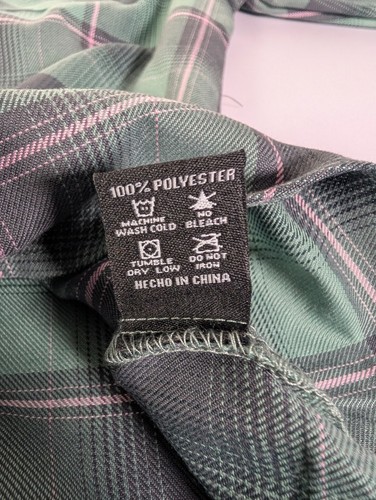 100% POLYESTER
MACHINE WASH COLD
NO BLEACH
TUMBLE DRY LOW
DO NOT IRON
HECHO IN CHINA